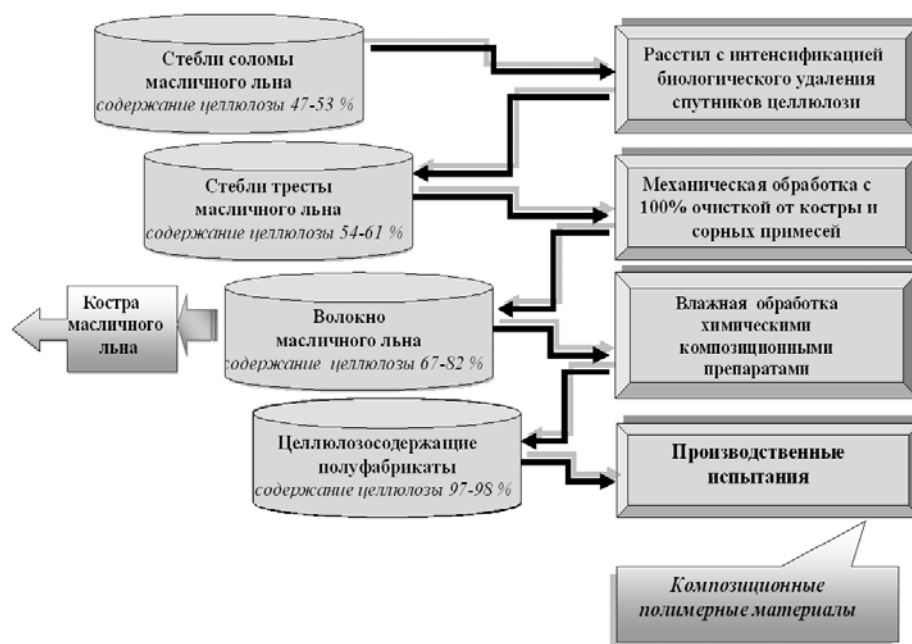 Стебли соломы
масличного льна
содержание целлюлозы 47-53 %
Расстил с интенсификацией
биологического удаления
спутников целлюлози
Стебли тресты
масличного льна
содержание целлюлозы 54-61 %
Механическая обработка с
100% очисткой от костры и
сорных примесей
Костра
масличного
льна
Волокно
масличного льна
содержание целлюлозы 67-82 %
Влажная обработка
химическими
композиционными
препаратами
Целлюлозосодержащие
полуфабрикаты
содержание целлюлозы 97-98 %
Производственные
испытания
Композиционные
полимерные материалы